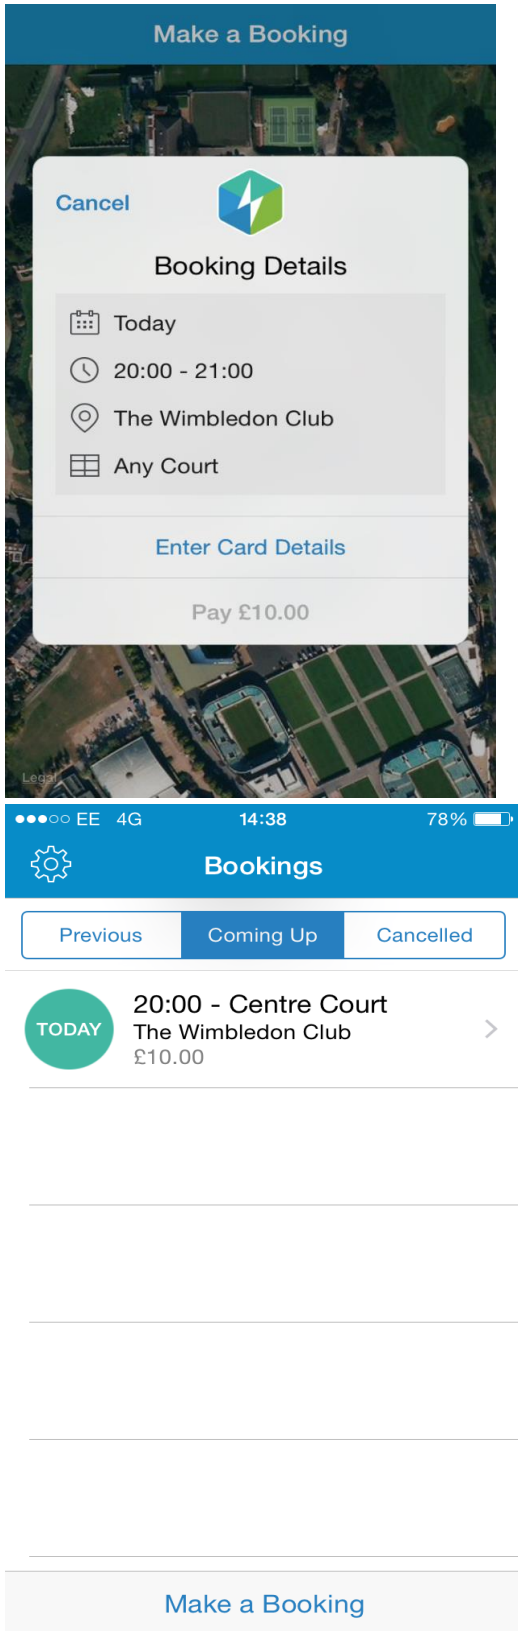 Make a Booking
Cancel
Booking Details
Today
20:00 - 21:00
The Wimbledon Club
Any Court
Enter Card Details
Pay £10.00
Legal
EE 4G 14:38 78%
Bookings
Previous Coming Up Cancelled
TODAY
20:00 - Centre Court
The Wimbledon Club
£10.00
Make a Booking